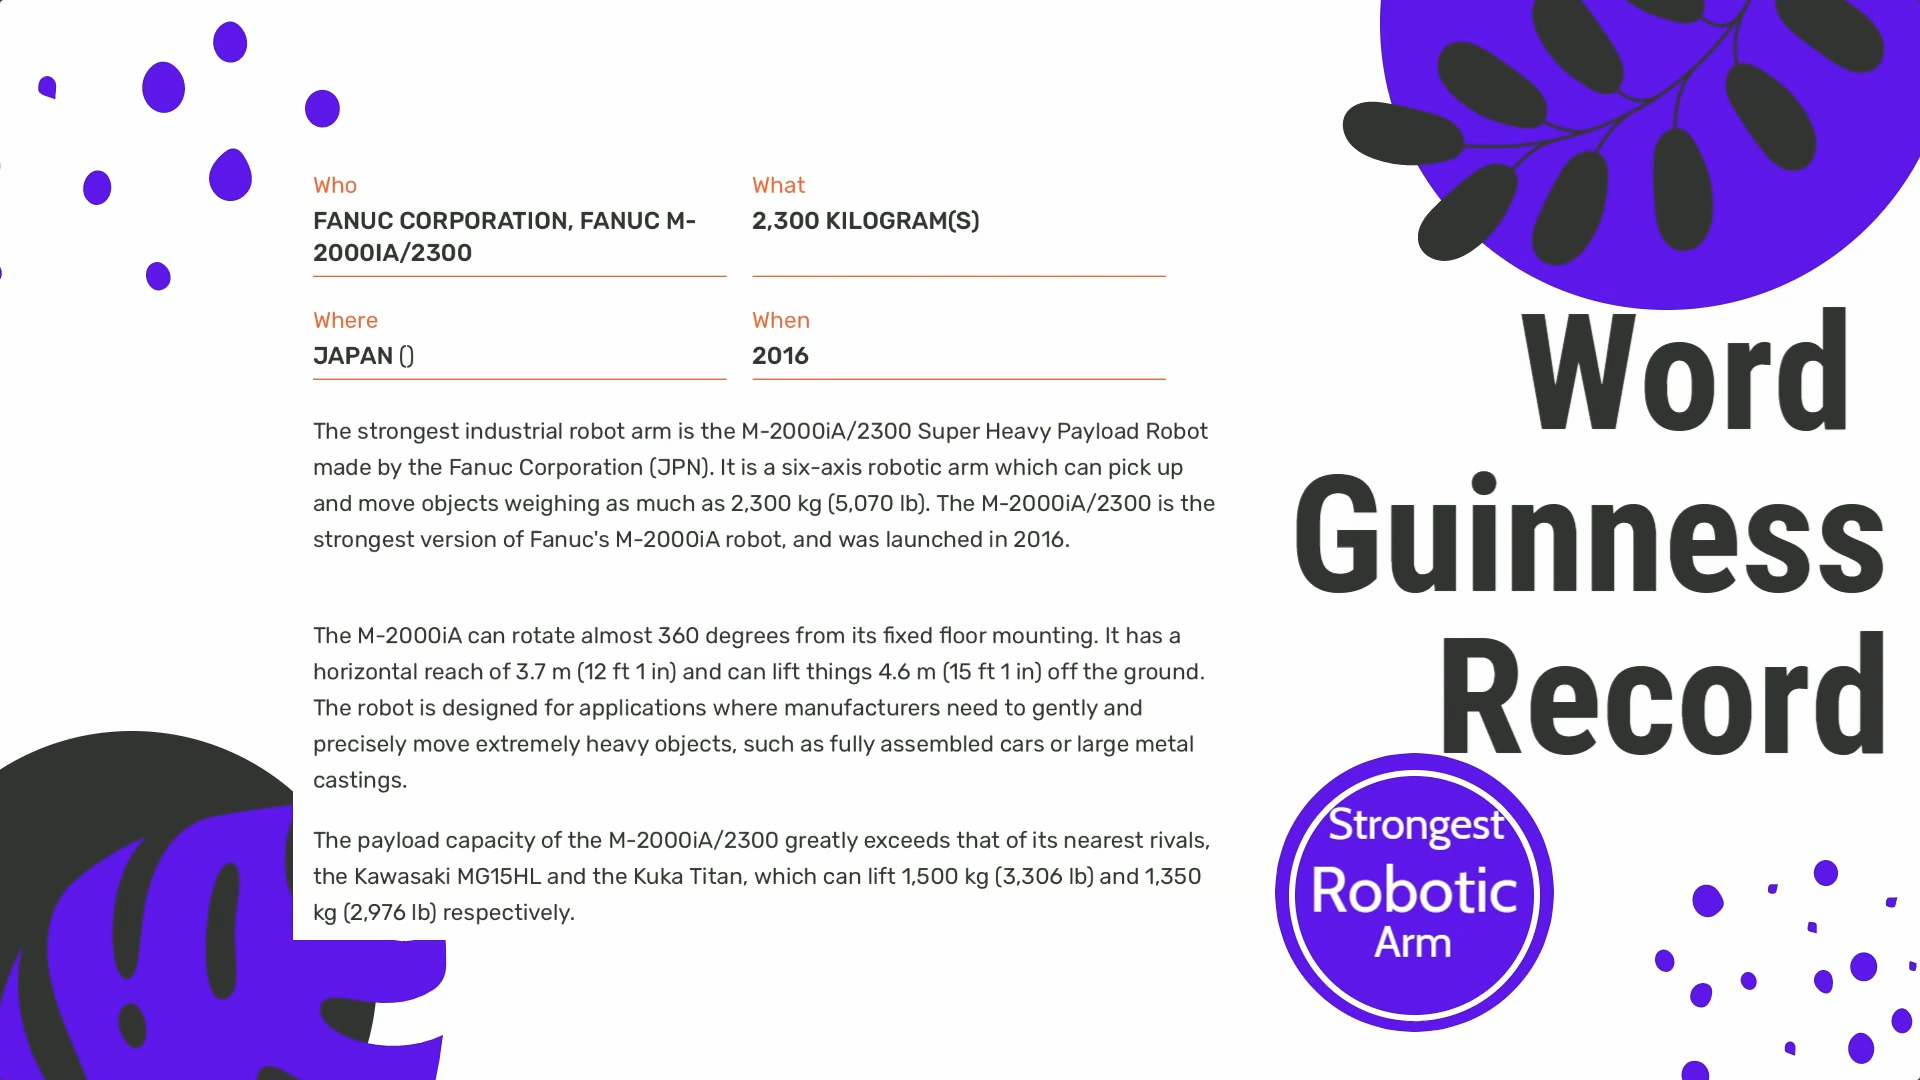 Who
FANUC CORPORATION, FANUC M-
2000IA/2300
What
2,300 KILOGRAM(S)
Where
JAPAN ()
When
2016
The strongest industrial robot arm is the M-2000iA/2300 Super Heavy Payload Robot
made by the Fanuc Corporation (JPN). It is a six-axis robotic arm which can pick up
and move objects weighing as much as 2,300 kg (5,070 lb). The M-2000iA/2300 is the
strongest version of Fanuc's M-2000iA robot, and was launched in 2016.
The M-2000iA can rotate almost 360 degrees from its fixed floor mounting. It has a
horizontal reach of 3.7 m (12 ft 1 in) and can lift things 4.6 m (15 ft 1 in) off the ground.
The robot is designed for applications where manufacturers need to gently and
precisely move extremely heavy objects, such as fully assembled cars or large metal
castings.
The payload capacity of the M-2000iA/2300 greatly exceeds that of its nearest rivals,
the Kawasaki MG15HL and the Kuka Titan, which can lift 1,500 kg (3,306 lb) and 1,350
kg (2,976 lb) respectively.
Word
Guinness
Record
Strongest
Robotic
Arm